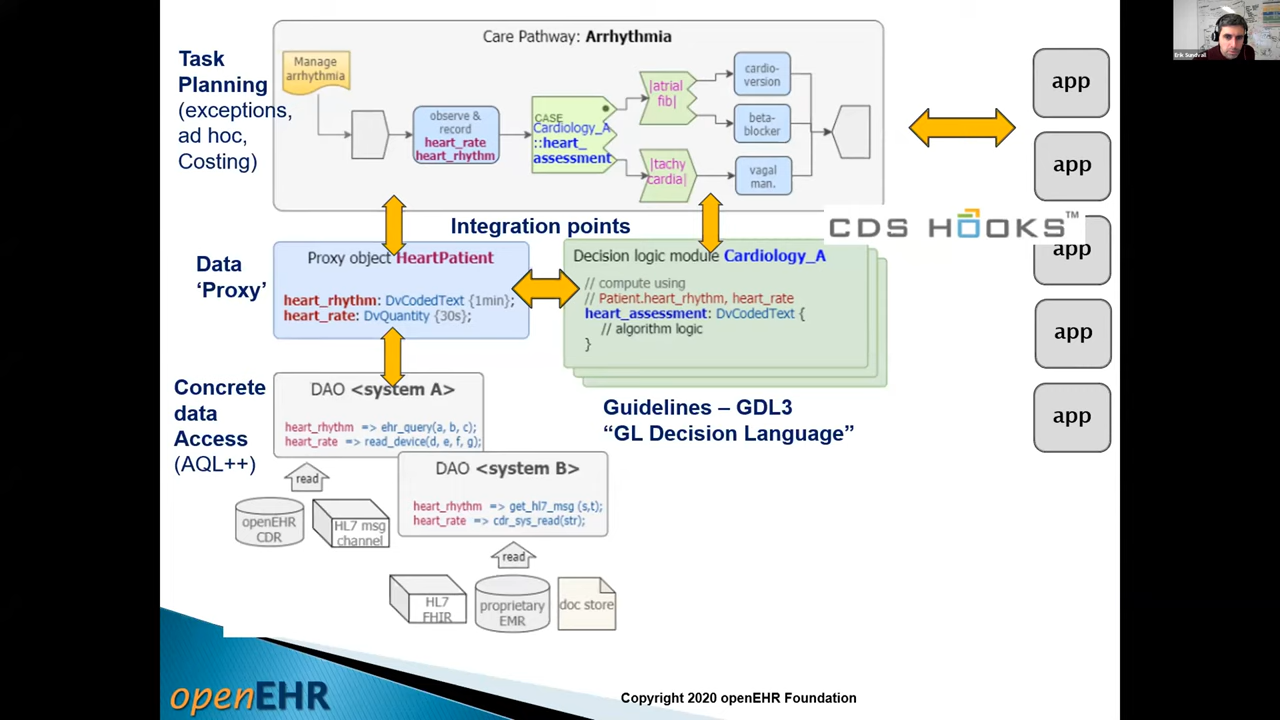 Care Pathway: Arrhythmia
Task
Planning
(exceptions,
ad hoc,
Costing)
Manage
arrhythmia
observe &
record
heart_rate
heart_rhythm
CASE
Cardiology_A
::heart_
assessment
|atrial
fib|
|tachy
cardia|
cardio-
version
beta-
blocker
vagal
man.
app
app
app
app
app
Erik Sundvall
CDS HOOKS™
Integration points
Data
‘Proxy’
Proxy object HeartPatient
heart_rhythm: DvCodedText {1min};
heart_rate: DvQuantity {30s};
Decision logic module Cardiology_A
// compute using
// Patient.heart_rhythm, heart_rate
heart_assessment: DvCodedText {
// algorithm logic
}
Guidelines – GDL3
“GL Decision Language”
Concrete
data
Access
(AQL++)
DAO <system A>
heart_rhythm => ehr_query(a, b, c);
heart_rate => read_device(d, e, f, g);
read
openEHR
CDR
HL7 msg
channel
DAO <system B>
heart_rhythm => get_hl7_msg (s,t);
heart_rate => cdr_sys_read(str);
read
HL7
FHIR
proprietary
EMR
doc store
openEHR
Copyright 2020 openEHR Foundation